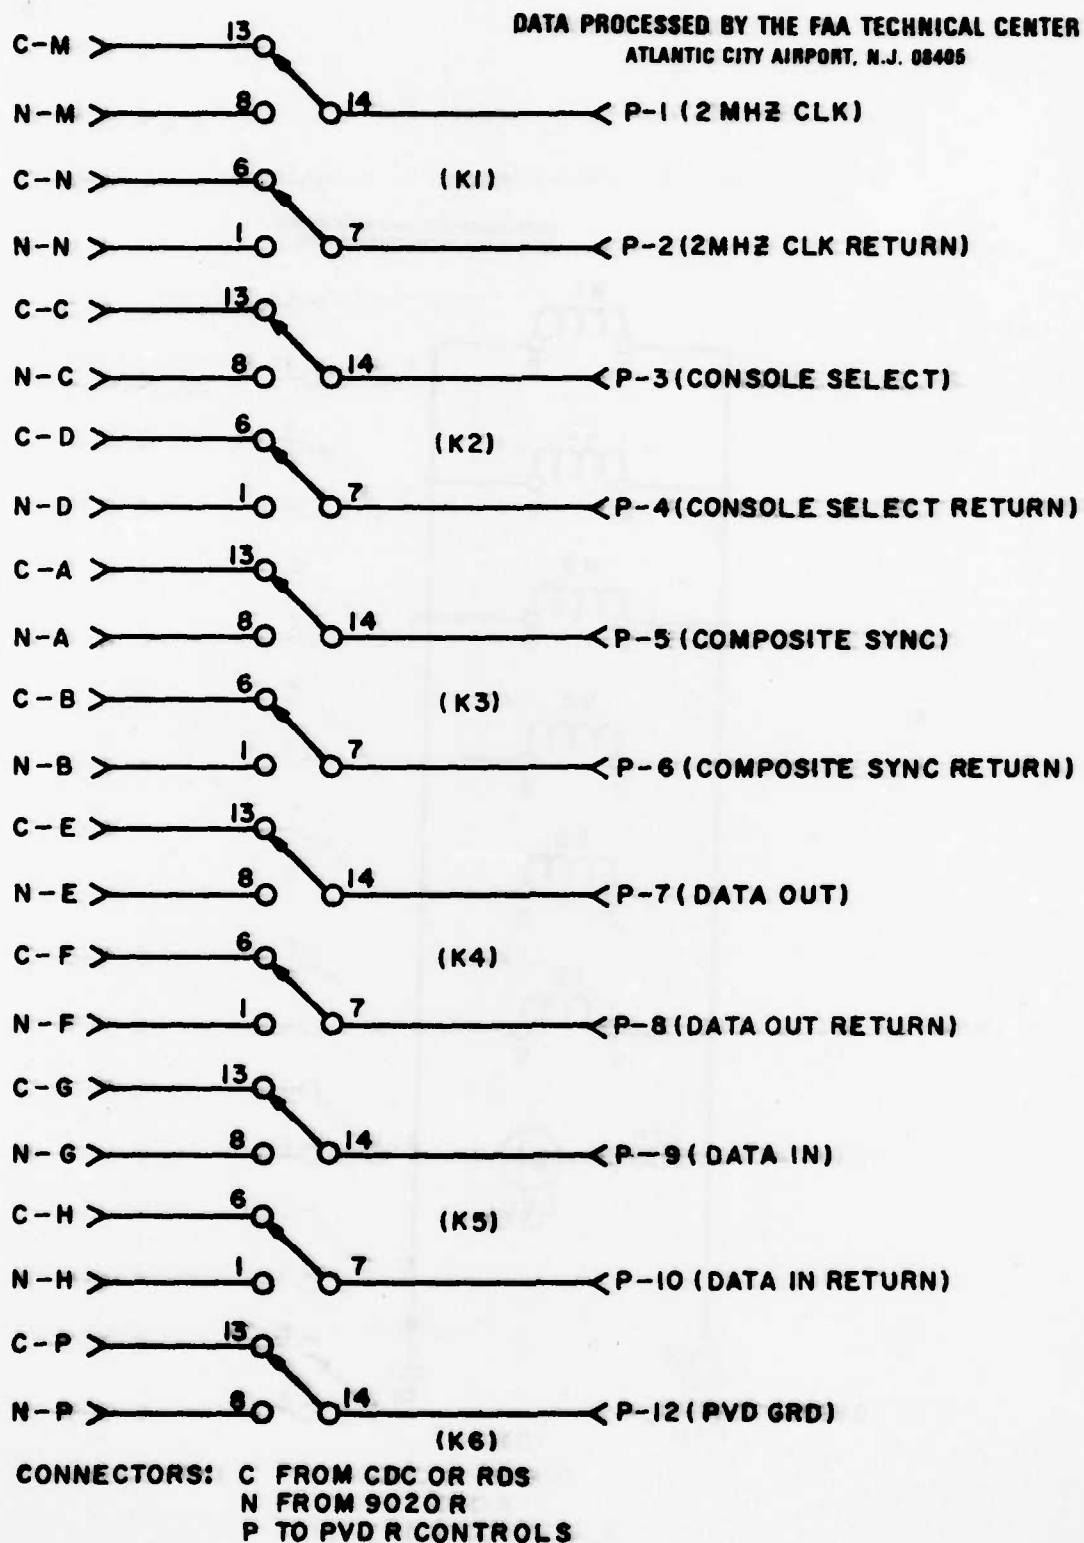 DATA PROCESSED BY THE FAA TECHNICAL CENTER
ATLANTIC CITY AIRPORT, N.J. 08405
C-M 13
N-M 8 14 P-1 (2 MHZ CLK)
C-N 6 (K1)
N-N 1 7 P-2 (2MHZ CLK RETURN)
C-C 13
N-C 8 14 P-3 (CONSOLE SELECT)
C-D 6 (K2)
N-D 1 7 P-4 (CONSOLE SELECT RETURN)
C-A 13
N-A 8 14 P-5 (COMPOSITE SYNC)
C-B 6 (K3)
N-B 1 7 P-6 (COMPOSITE SYNC RETURN)
C-E 13
N-E 8 14 P-7 (DATA OUT)
C-F 6 (K4)
N-F 1 7 P-8 (DATA OUT RETURN)
C-G 13
N-G 8 14 P-9 (DATA IN)
C-H 6 (K5)
N-H 1 7 P-10 (DATA IN RETURN)
C-P 13
N-P 8 14 P-12 (PVD GRD)
(K6)
CONNECTORS: C FROM CDC OR RDS
N FROM 9020 R
P TO PVD R CONTROLS